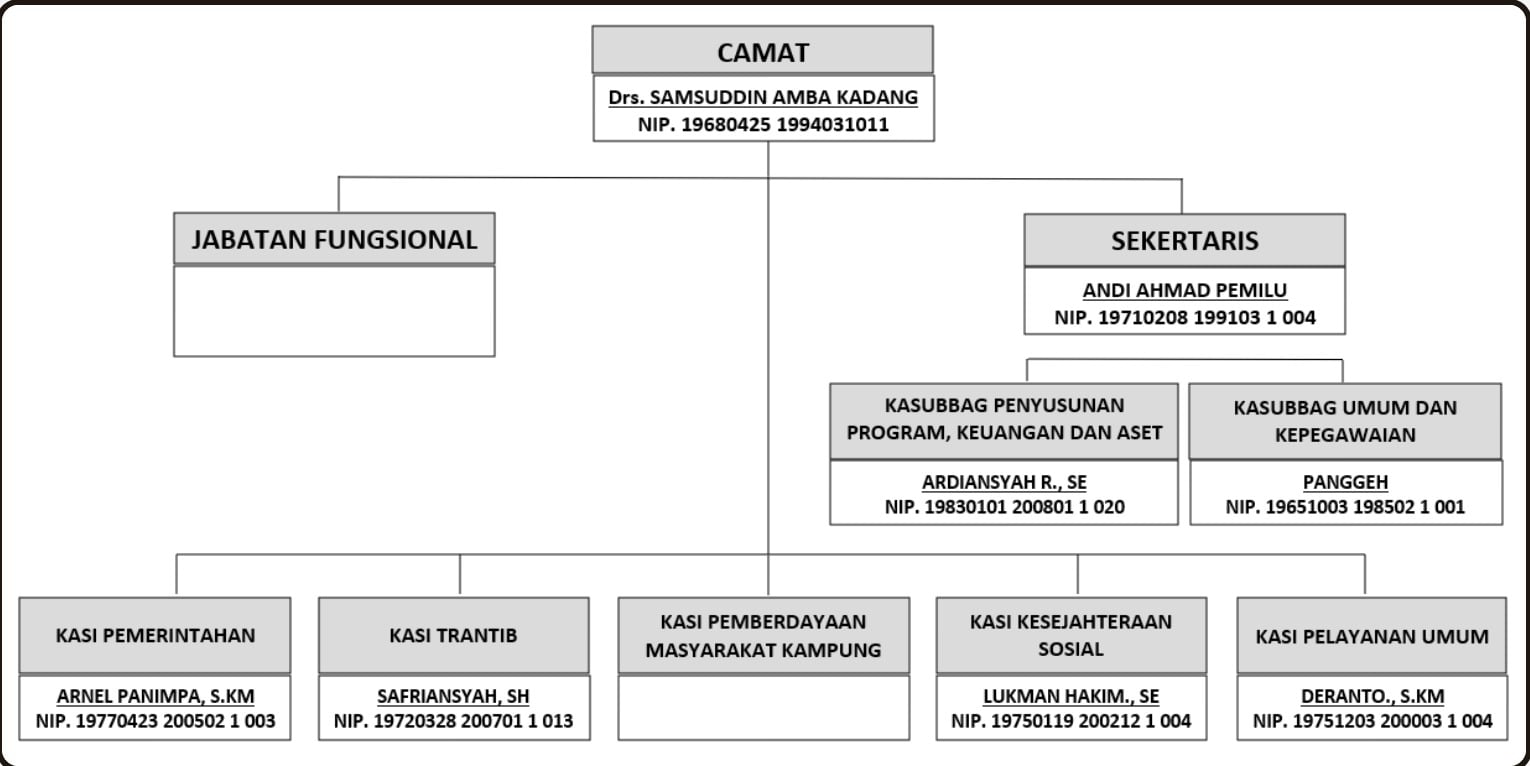 CAMAT
Drs. SAMSUDDIN AMBA KADANG
NIP. 19680425 1994031011
JABATAN FUNGSIONAL
SEKERTARIS
ANDI AHMAD PEMILU
NIP. 19710208 199103 1 004
KASUBBAG PENYUSUNAN
PROGRAM, KEUANGAN DAN ASET
ARDIANSYAH R., SE
NIP. 19830101 200801 1 020
KASUBBAG UMUM DAN
KEPEGAWAIAN
PANGGEH
NIP. 19651003 198502 1 001
KASI PEMERINTAHAN
ARNEL PANIMPA, S.KM
NIP. 19770423 200502 1 003
KASI TRANTIB
SAFRIANSYAH, SH
NIP. 19720328 200701 1 013
KASI PEMBERDAYAAN
MASYARAKAT KAMPUNG
KASI KESEJAHTERAAN
SOSIAL
LUKMAN HAKIM., SE
NIP. 19750119 200212 1 004
KASI PELAYANAN UMUM
DERANTO., S.KM
NIP. 19751203 200003 1 004